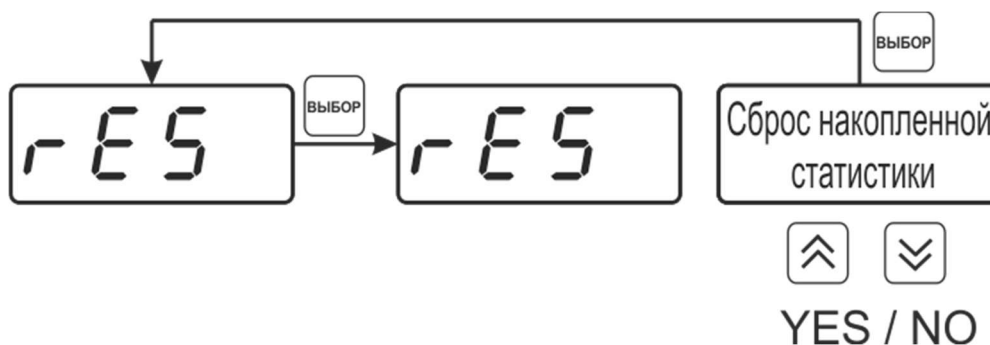 ВЫБОР
rES
ВЫБОР
rES
Сброс накопленной
статистики
YES / NO